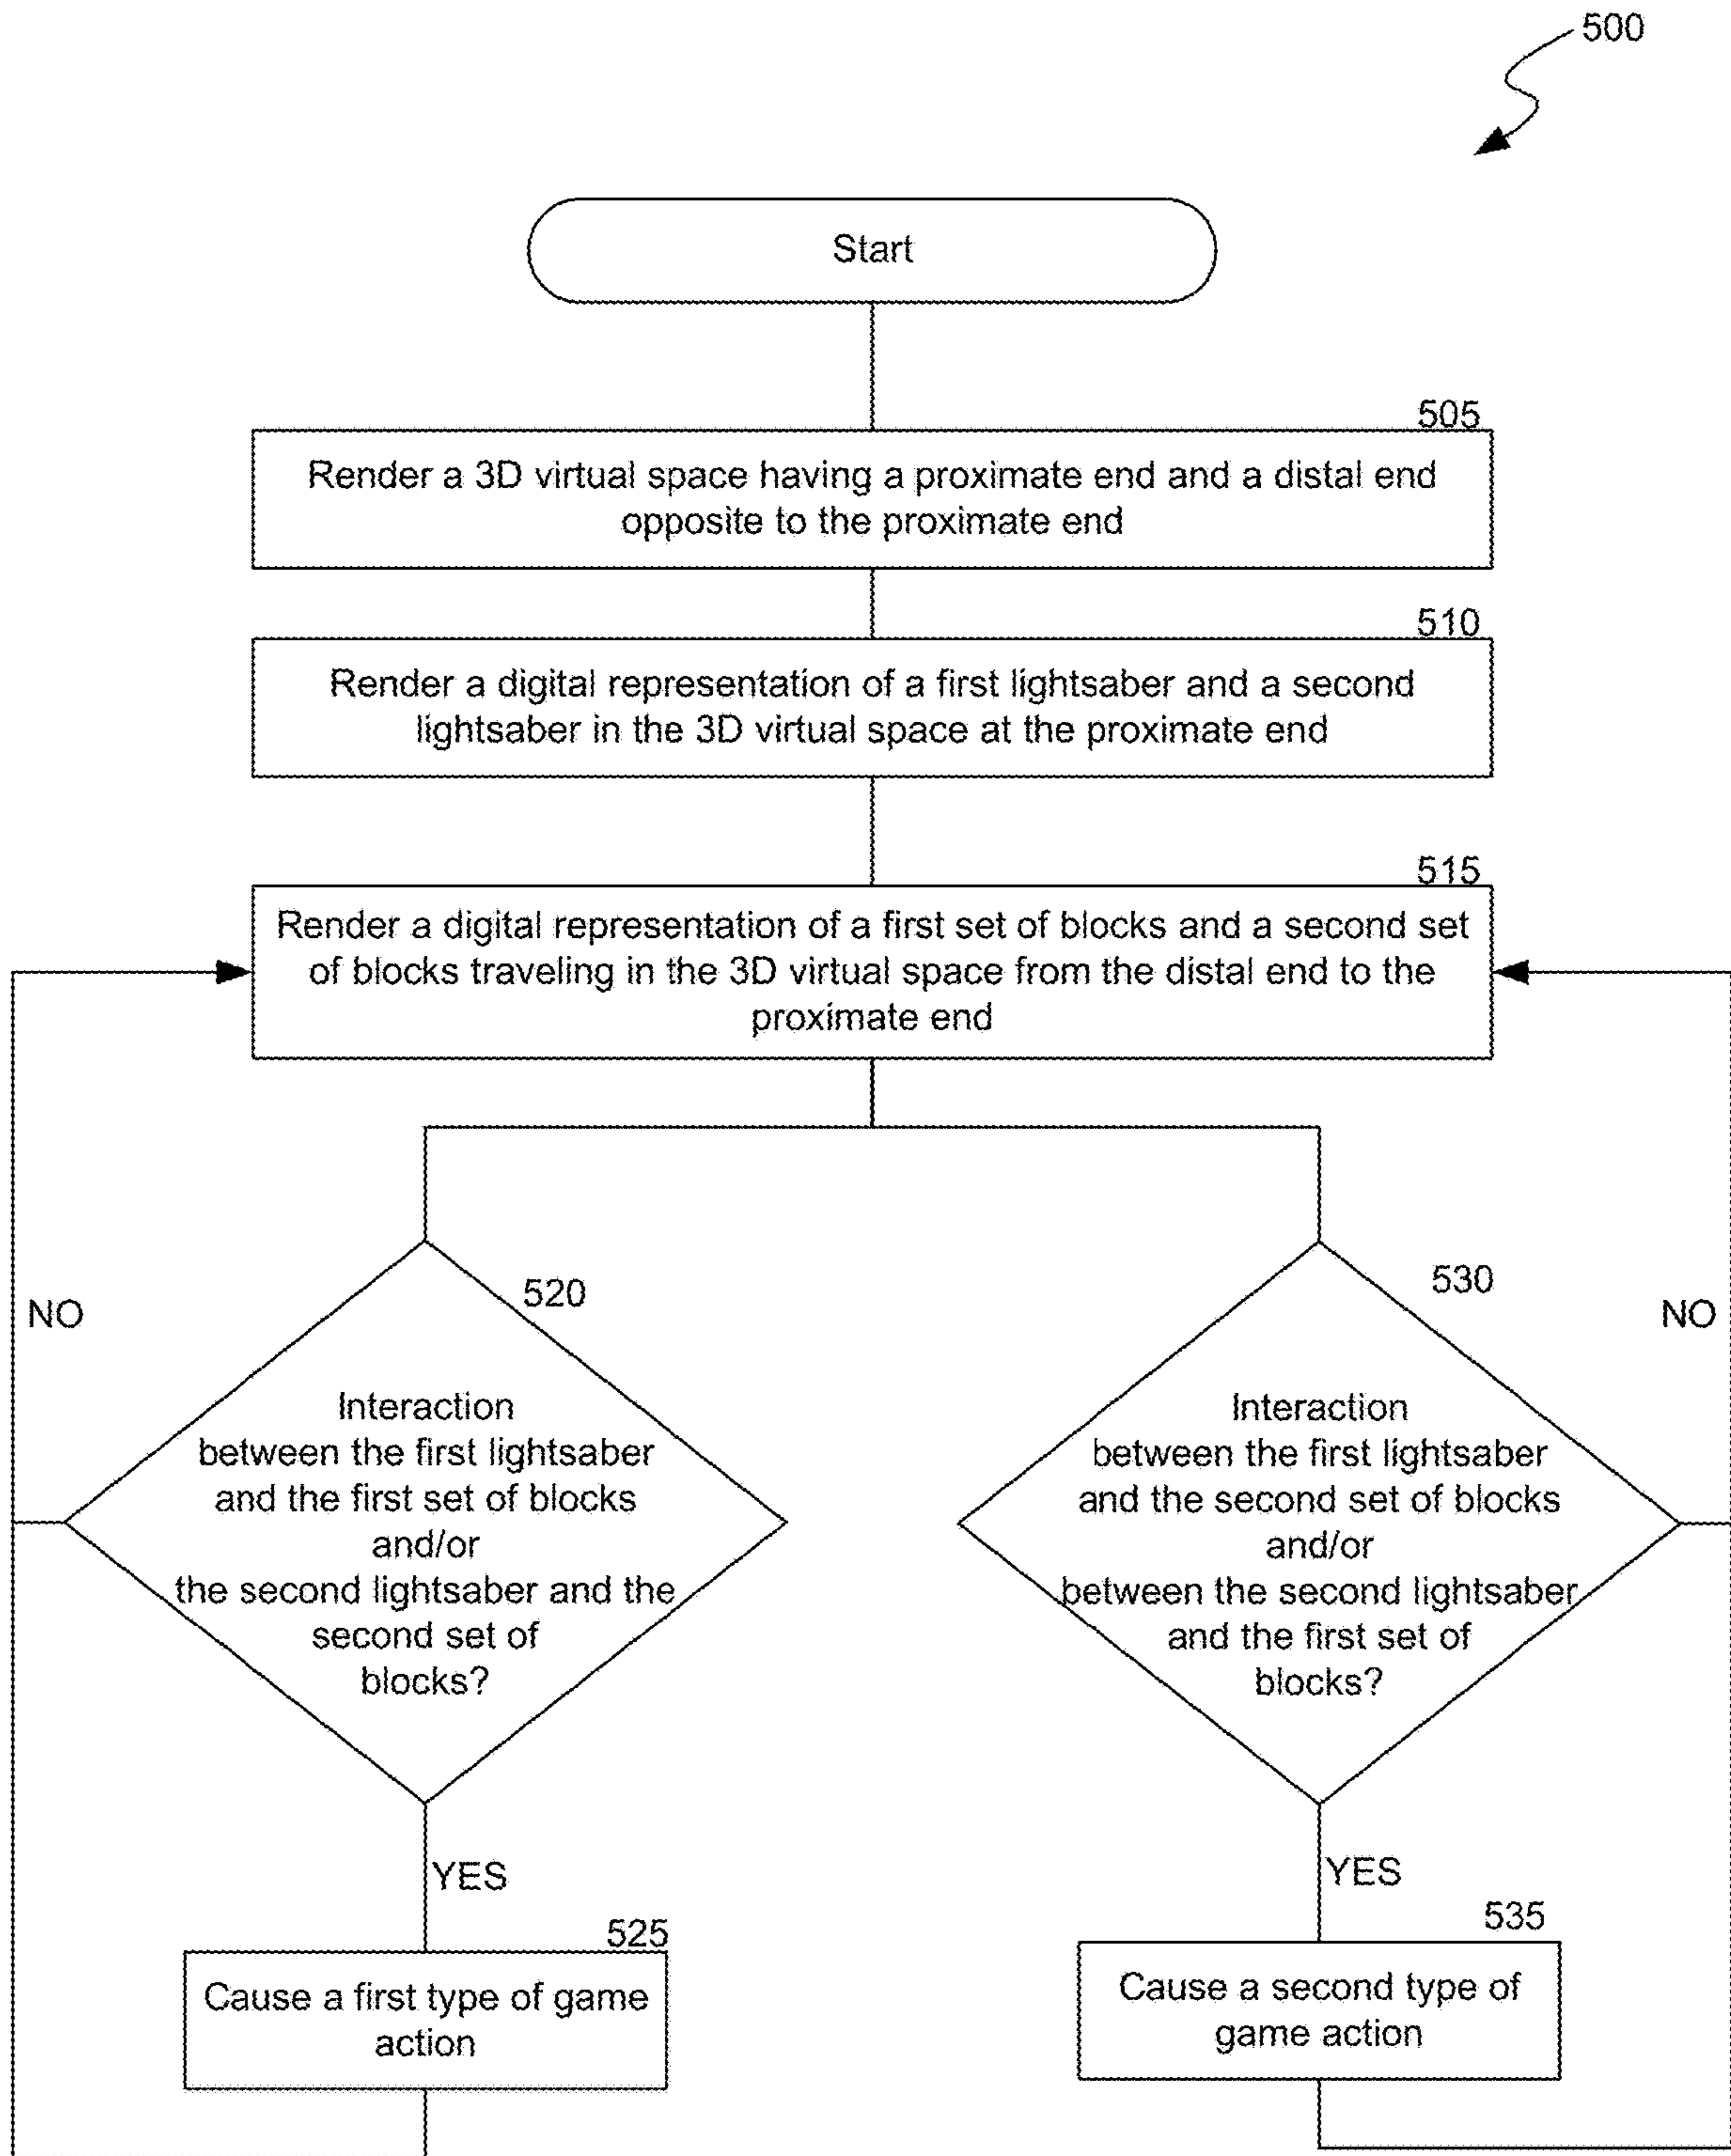 500
Start
505
Render a 3D virtual space having a proximate end and a distal end
opposite to the proximate end
510
Render a digital representation of a first lightsaber and a second
lightsaber in the 3D virtual space at the proximate end
515
Render a digital representation of a first set of blocks and a second set
of blocks traveling in the 3D virtual space from the distal end to the
proximate end
NO
520
Interaction
between the first lightsaber
and the first set of blocks
and/or
the second lightsaber and the
second set of
blocks?
YES
525
Cause a first type of game
action
530
NO
Interaction
between the first lightsaber
and the second set of blocks
and/or
between the second lightsaber
and the first set of
blocks?
YES
535
Cause a second type of
game action